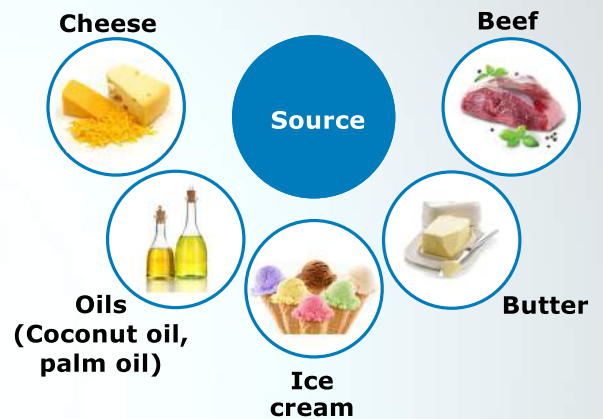 Cheese
Beef
Source
Oils
(Coconut oil,
palm oil)
Butter
Ice
cream